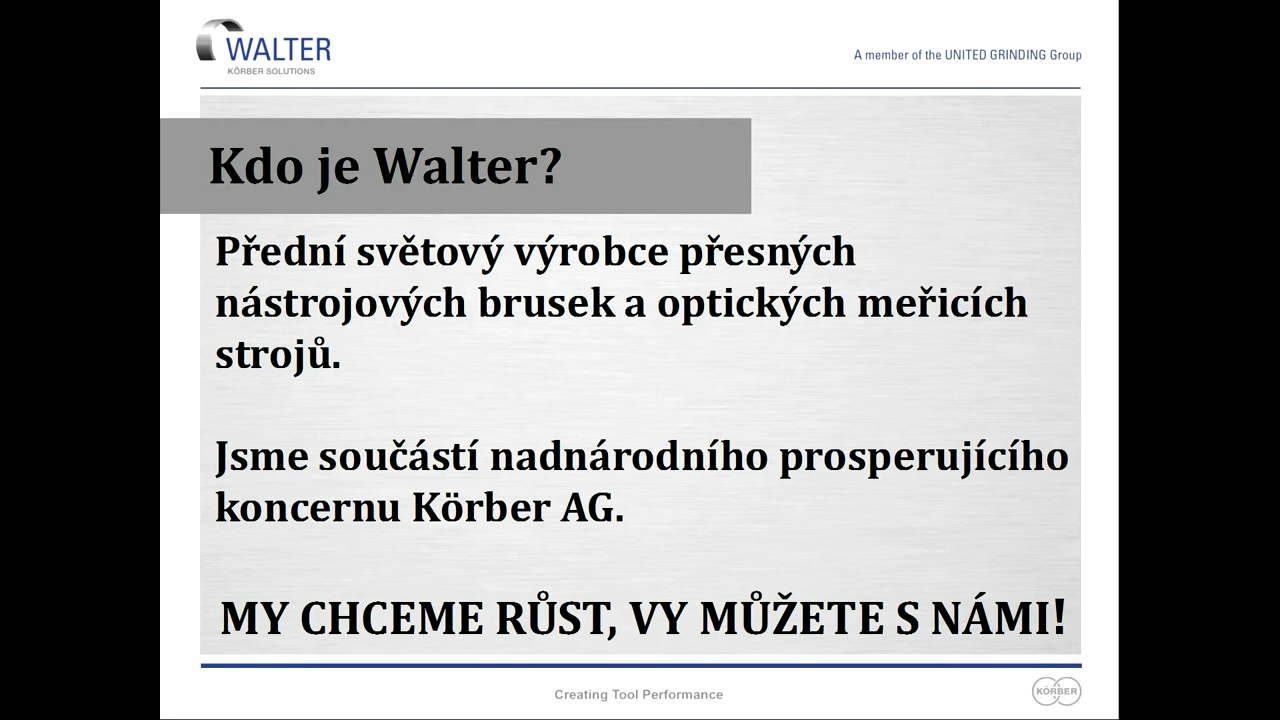 WALTER
KÖRBER SOLUTIONS
A member of the UNITED GRINDING Group
Kdo je Walter?
Přední světový výrobce přesných
nástrojových brusek a optických meřicích
strojů.
Jsme součástí nadnárodního prosperujícího
koncernu Körber AG.
MY CHCEME RŮST, VY MŮŽETE S NÁMI!
Creating Tool Performance
KÖRBER